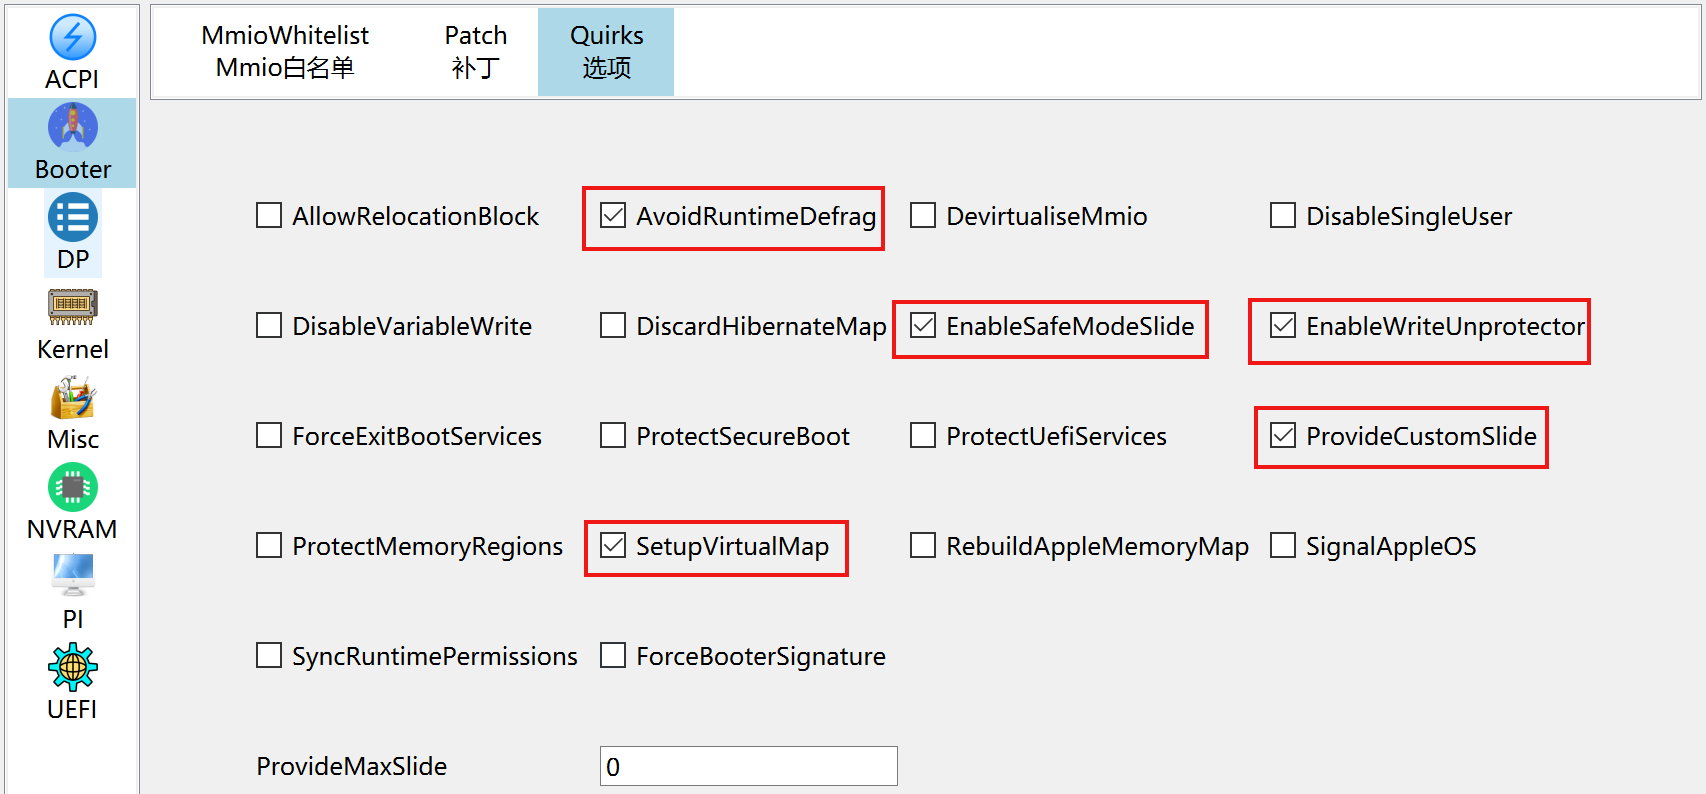 ACPI
Booter
DP
Kernel
Misc
NVRAM
PI
UEFI
MmioWhitelist
Mmio白名单
Patch
补丁
Quirks
选项
AllowRelocationBlock
AvoidRuntimeDefrag
DevirtualiseMmio
DisableSingleUser
DisableVariableWrite
DiscardHibernateMap
EnableSafeModeSlide
EnableWriteUnprotector
ForceExitBootServices
ProtectSecureBoot
ProtectUefiServices
ProvideCustomSlide
ProtectMemoryRegions
SetupVirtualMap
RebuildAppleMemoryMap
SignalAppleOS
SyncRuntimePermissions
ForceBooterSignature
ProvideMaxSlide
0